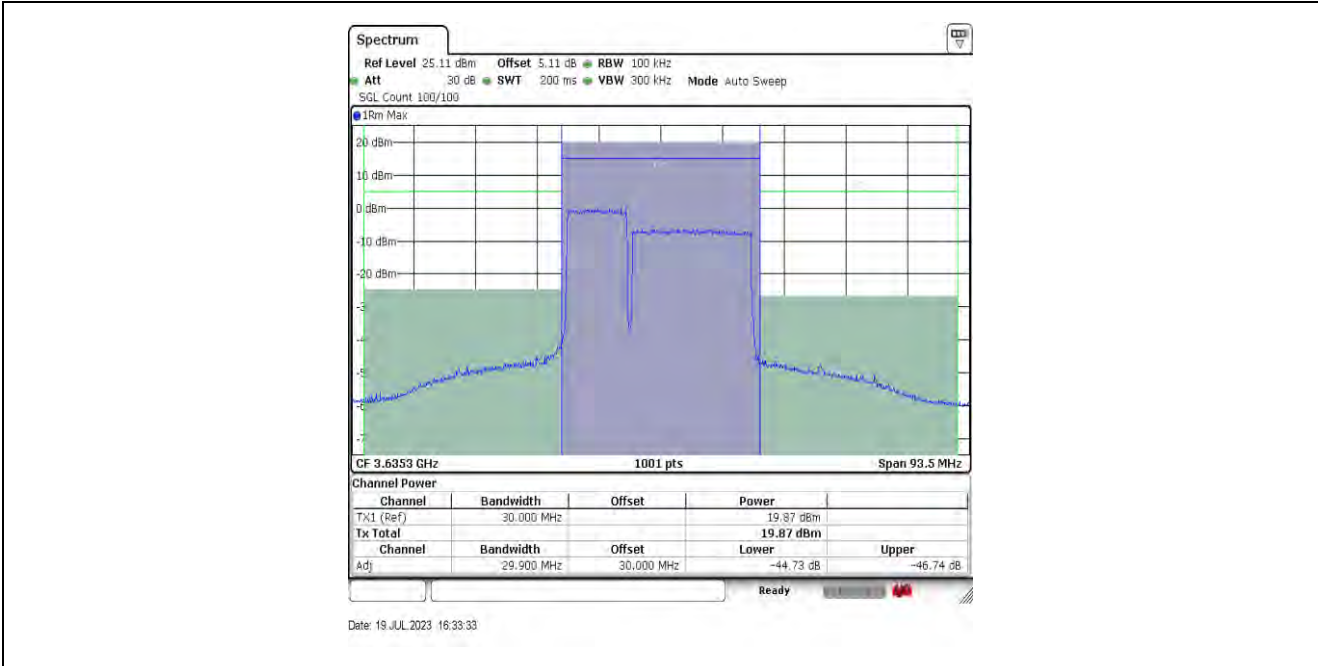 Spectrum
Ref Level 25.11 dBm Offset 5.11 dB RBW 100 kHz
Att 30 dB SWT 200 ms VBW 300 kHz Mode Auto Sweep
SGL Count 100/100
1Rm Max
20 dBm
10 dBm
0 dBm
-10 dBm
-20 dBm
CF 3.6353 GHz 1001 pts Span 93.5 MHz
Channel Power
Channel Bandwidth Offset Power
TX1 (Ref) 30.000 MHz 19.87 dBm
Tx Total 19.87 dBm
Channel Bandwidth Offset Lower Upper
Adj 29.900 MHz 30.000 MHz -44.73 dB -46.74 dB
Ready
Date: 19.JUL.2023 16:33:33